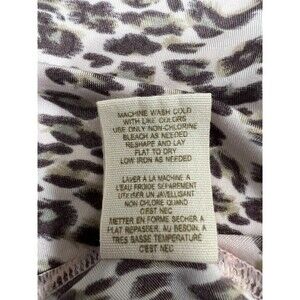 MACHINE WASH COLD
WITH LIKE COLORS
USE ONLY NON-CHLORINE
BLEACH AS NEEDED
RESHAPE AND LAY
FLAT TO DRY
LOW IRON AS NEEDED
LAVER A LA MACHINE A
L'EAU FROIDE SEPAREMENT
UTILISER UN JAVELLISANT
NON CHLORE QUAND
C'EST NEC
METTER EN FORME SECHER A
PLAT REPASSER, AU BESOIN, A
TRES BASSE TEMPERATURE
C'EST NEC